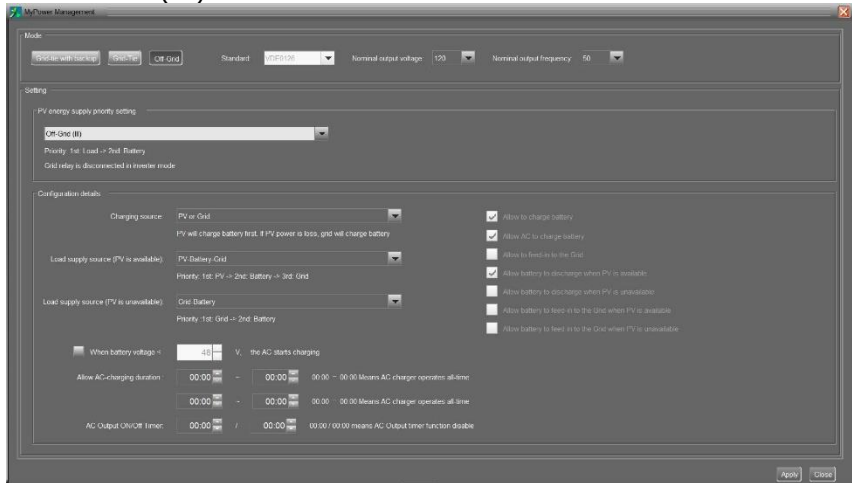 MyPower Management
Mode
Grid-tie with backup Grid-Tie Off-Grid Standard VDE0126 Nominal output voltage 120 Nominal output frequency 50
Setting
PV energy supply priority setting
Off-Grid (III)
Priority: 1st: Load -> 2nd: Battery
Grid relay is disconnected in inverter mode
Configuration details
Charging source: PV or Grid
PV will charge battery first. If PV power is loss, grid will charge battery
Load supply source (PV is available): PV-Battery-Grid
Priority: 1st: PV -> 2nd: Battery -> 3rd: Grid
Load supply source (PV is unavailable): Grid-Battery
Priority :1st: Grid -> 2nd: Battery
Allow to charge battery
Allow AC to charge battery
Allow to feed-in to the Grid
Allow battery to discharge when PV is available
Allow battery to discharge when PV is unavailable
Allow battery to feed in to the Grid when PV is available
Allow battery to feed in to the Grid when PV is unavailable
When battery voltage < 48 V, the AC starts charging
Allow AC-charging duration: 00:00 ~ 00:00 00:00 ~ 00:00 Means AC charger operates all-time
00:00 ~ 00:00 00:00 ~ 00:00 Means AC charger operates all-time
AC Output ON/Off Timer: 00:00 / 00:00 00:00 / 00:00 means AC Output timer function disable
Apply Close